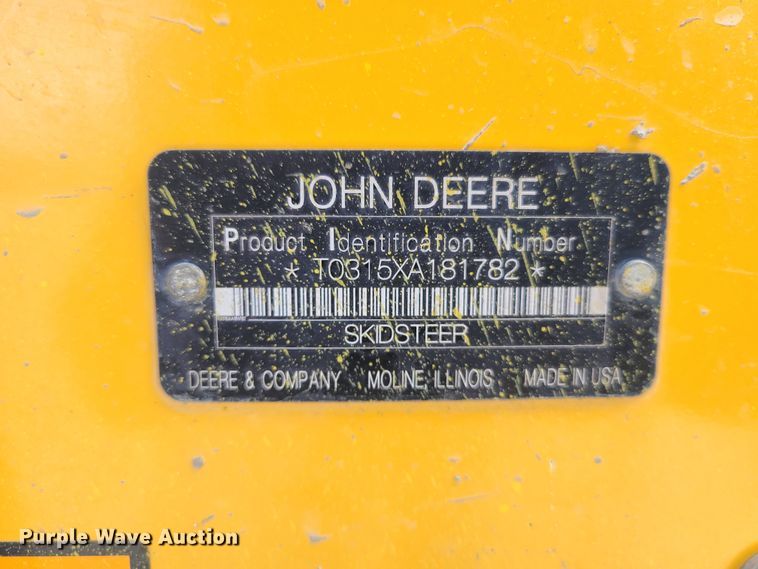 JOHN DEERE
Product Identification Number
* T0315XA181782 *
SKIDSTEER
DEERE & COMPANY MOLINE, ILLINOIS MADE IN USA
Purple Wave Auction